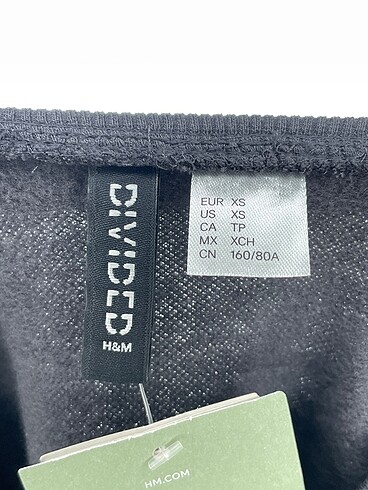 DIVIDED
H&M
EUR XS
US XS
CA TP
MX XCH
CN 160/80A
HM.COM